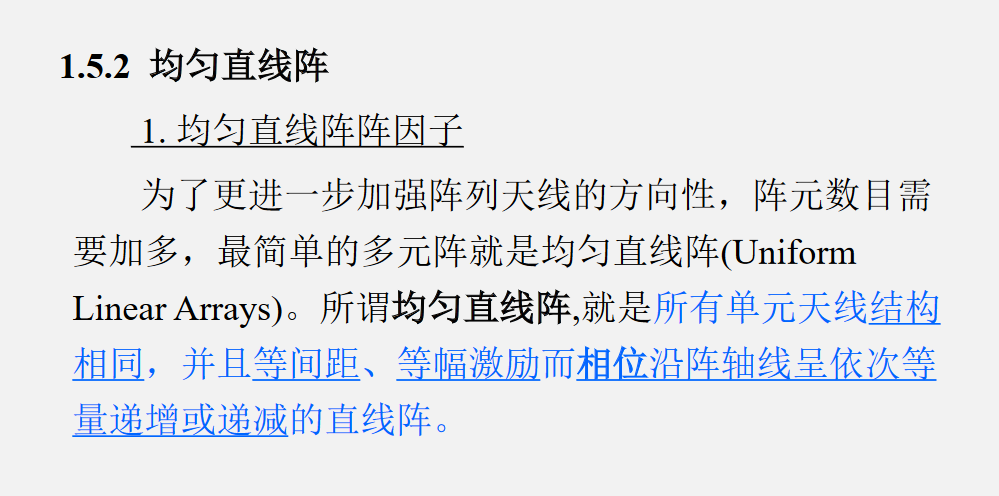 1.5.2 均匀直线阵
1. 均匀直线阵阵因子
为了更进一步加强阵列天线的方向性，阵元数目需
要加多，最简单的多元阵就是均匀直线阵(Uniform
Linear Arrays)。所谓均匀直线阵,就是所有单元天线结构
相同，并且等间距、等幅激励而相位沿阵轴线呈依次等
量递增或递减的直线阵。